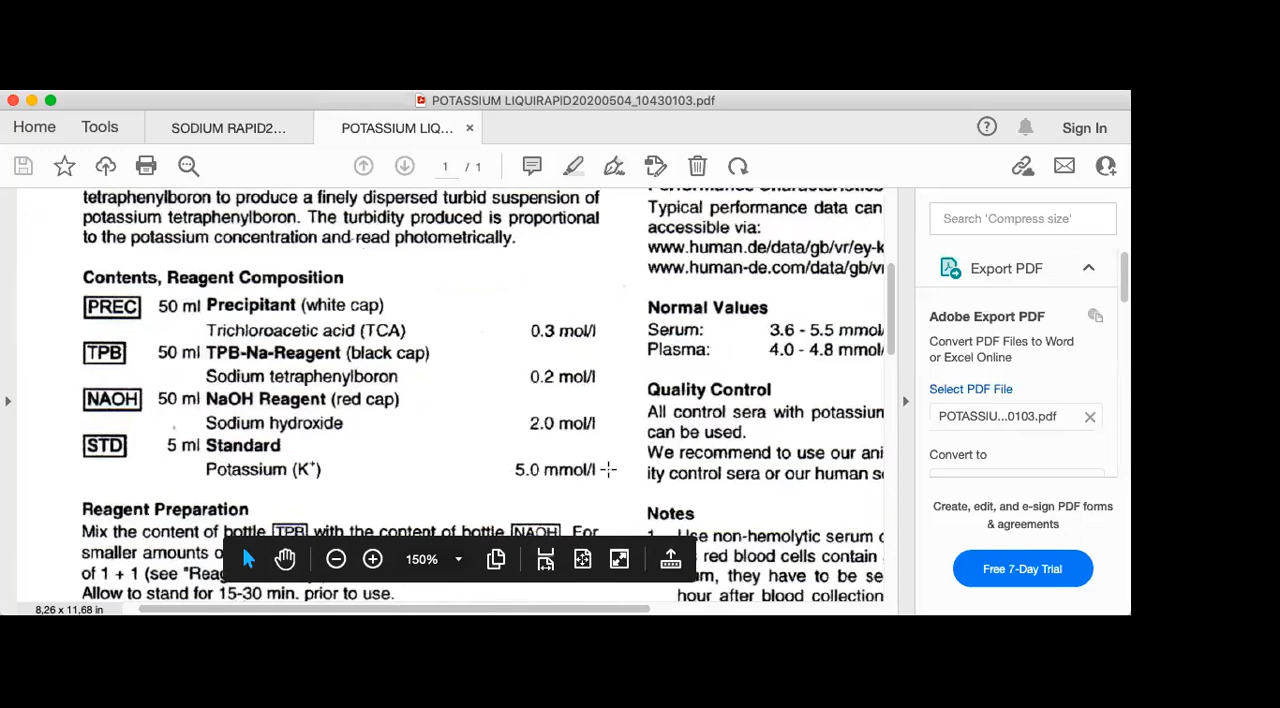 POTASSIUM LIQUIRAPID20200504_10430103.pdf
Home Tools SODIUM RAPID2... POTASSIUM LIQ... × ? Sign In
1 / 1
tetraphenylboron to produce a finely dispersed turbid suspension of
potassium tetraphenylboron. The turbidity produced is proportional
to the potassium concentration and read photometrically.
Contents, Reagent Composition
PREC 50 ml Precipitant (white cap)
Trichloroacetic acid (TCA) 0.3 mol/l
TPB 50 ml TPB-Na-Reagent (black cap)
Sodium tetraphenylboron 0.2 mol/l
NAOH 50 ml NaOH Reagent (red cap)
Sodium hydroxide 2.0 mol/l
STD 5 ml Standard
Potassium (K+) 5.0 mmol/l
Reagent Preparation
Mix the content of bottle TPB with the content of bottle NAOH. For
smaller amounts o
of 1 + 1 (see "Reag
Allow to stand for 15-30 min. prior to use.
Performance Characteristics
Typical performance data can
accessible via:
www.human.de/data/gb/vr/ey-k
www.human-de.com/data/gb/vr
Normal Values
Serum: 3.6 - 5.5 mmol/
Plasma: 4.0 - 4.8 mmol/
Quality Control
All control sera with potassium
can be used.
We recommend to use our ani
ity control sera or our human se
Notes
1. Use non-hemolytic serum o
red blood cells contain
um, they have to be se
hour after blood collection
150%
8,26 x 11,68 in
Search 'Compress size'
Export PDF
Adobe Export PDF
Convert PDF Files to Word
or Excel Online
Select PDF File
POTASSIU...0103.pdf
Convert to
Create, edit, and e-sign PDF forms
& agreements
Free 7-Day Trial